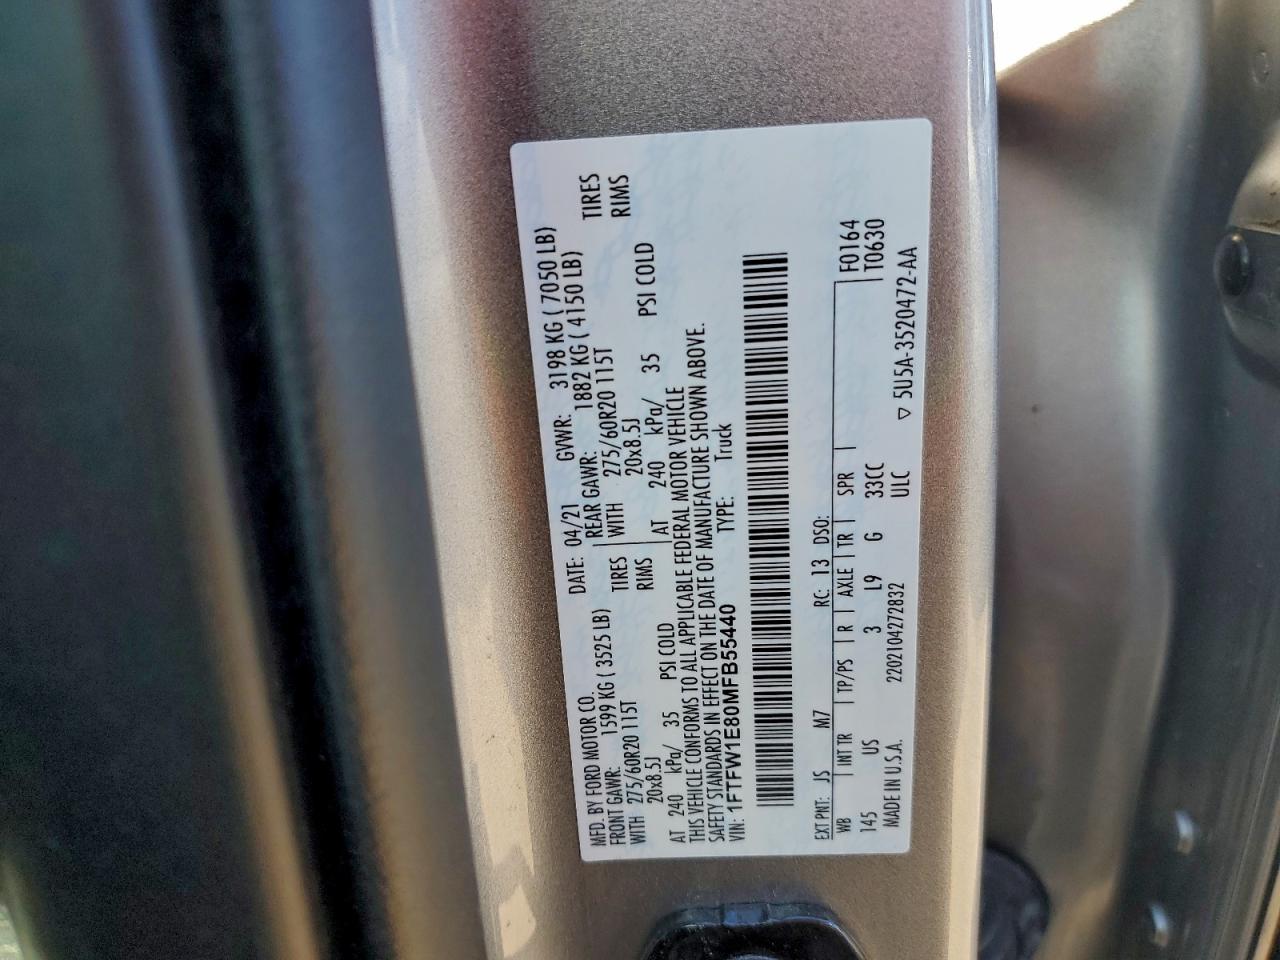 MFD. BY FORD MOTOR CO.
DATE: 04/21 GVWR: 3198 KG ( 7050 LB)
FRONT GAWR: 1599 KG ( 3525 LB) REAR GAWR: 1882 KG ( 4150 LB)
WITH 275/60R20 115T TIRES WITH 275/60R20 115T TIRES
20x8.5J RIMS 20x8.5J RIMS
AT 240 kPa/ 35 PSI COLD AT 240 kPa/ 35 PSI COLD
THIS VEHICLE CONFORMS TO ALL APPLICABLE FEDERAL MOTOR VEHICLE
SAFETY STANDARDS IN EFFECT ON THE DATE OF MANUFACTURE SHOWN ABOVE.
VIN: 1FTFW1E80MFB55440 TYPE: Truck
EXT PNT: JS M7 RC: 13 DSO: F0164
WB INT TR TP/PS R AXLE TR SPR T0630
145 US 3 L9 G 33CC
MADE IN U.S.A. 2202104272832 ULC ▽ 5U5A-3520472-AA